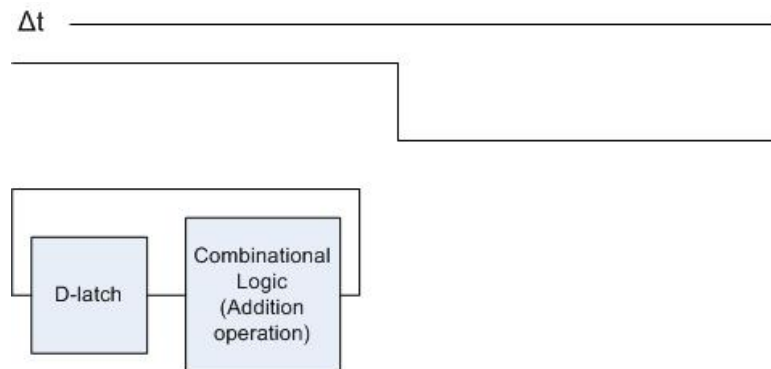 Δt
D-latch
Combinational
Logic
(Addition
operation)